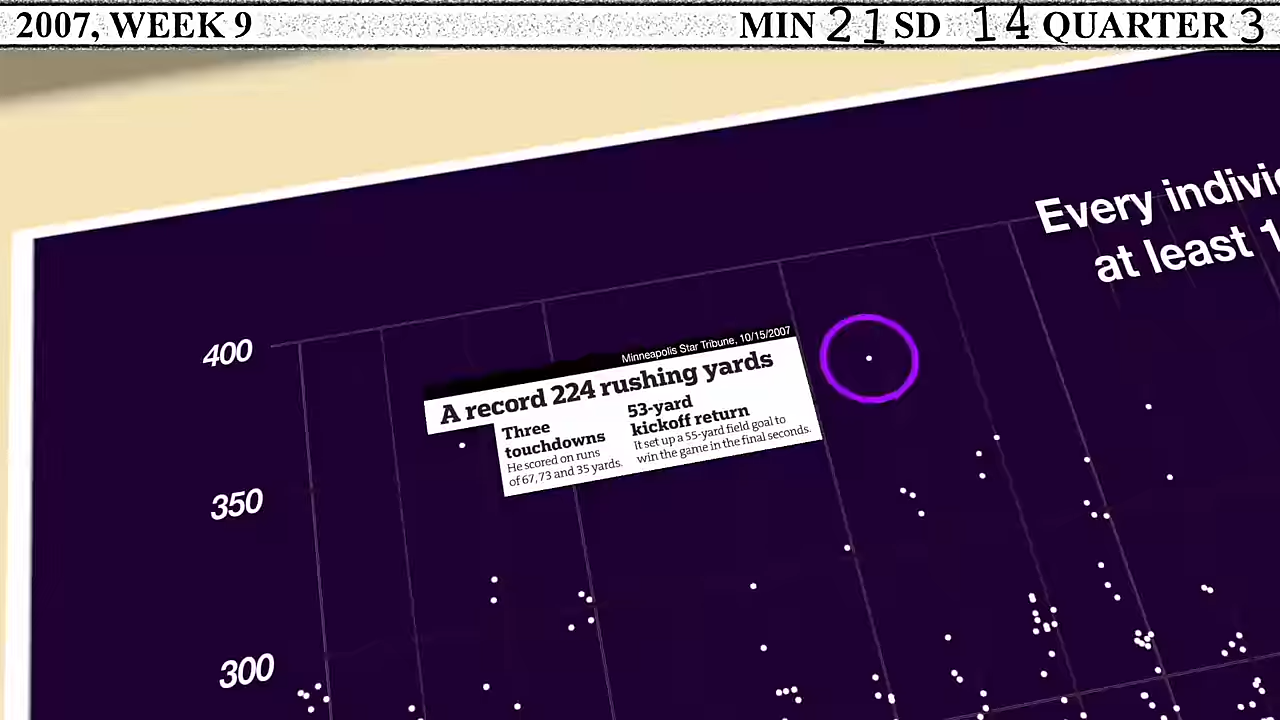 2007, WEEK 9
MIN 21 SD 14 QUARTER 3
Every indivi
at least 1
400
Minneapolis Star Tribune, 10/15/2007
A record 224 rushing yards
Three
touchdowns
He scored on runs
of 67, 73 and 35 yards.
53-yard
kickoff return
It set up a 55-yard field goal to
win the game in the final seconds.
350
300